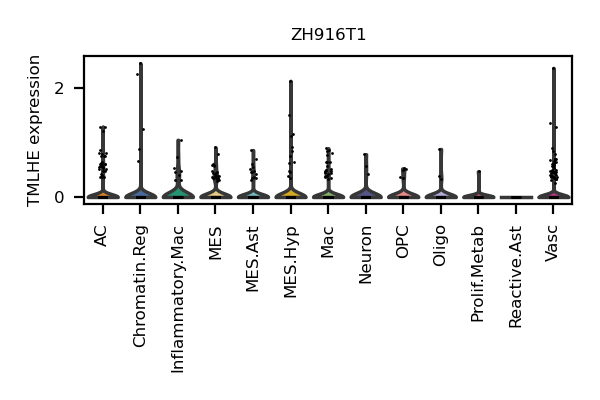 ZH916T1
TMLHE expression
2
0
AC
Chromatin.Reg
Inflammatory.Mac
MES
MES.Ast
MES.Hyp
Mac
Neuron
OPC
Oligo
Prolif.Metab
Reactive.Ast
Vasc